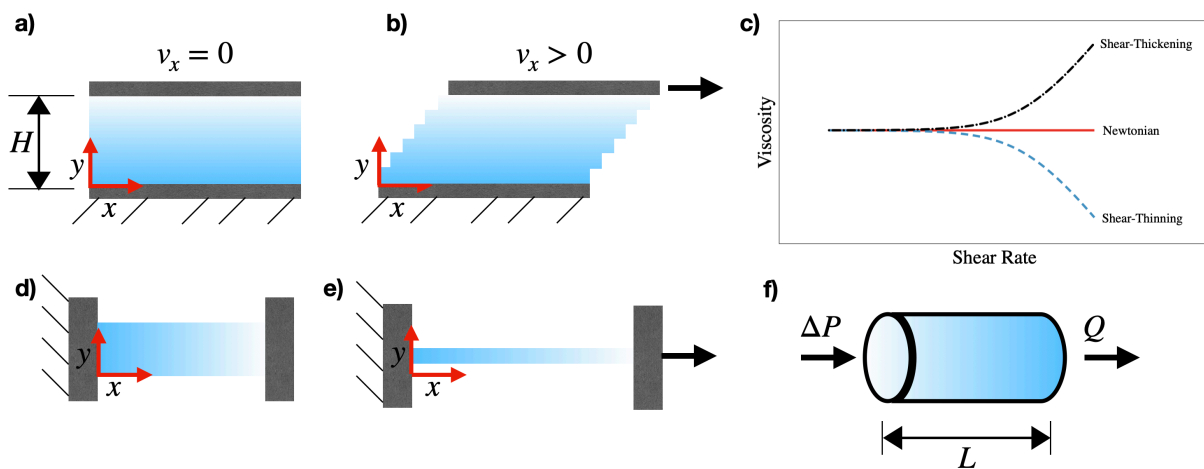 a)
v_x = 0
H
y
x
b)
v_x > 0
y
x
c)
Viscosity
Shear-Thickening
Newtonian
Shear-Thinning
Shear Rate
d)
y
x
e)
y
x
f)
ΔP
Q
L